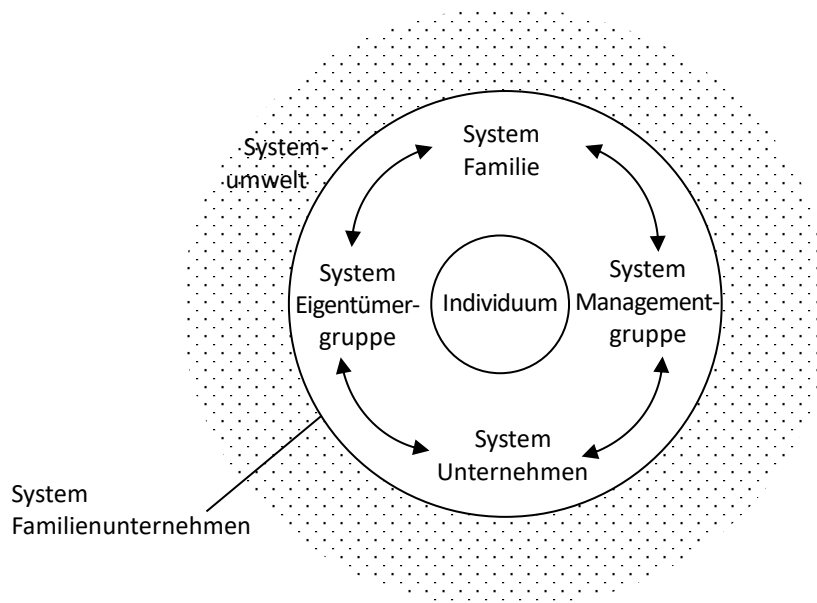 System
Familie
System-
umwelt
System
Eigentümer-
gruppe
Individuum
System
Management-
gruppe
System
Unternehmen
System
Familienunternehmen